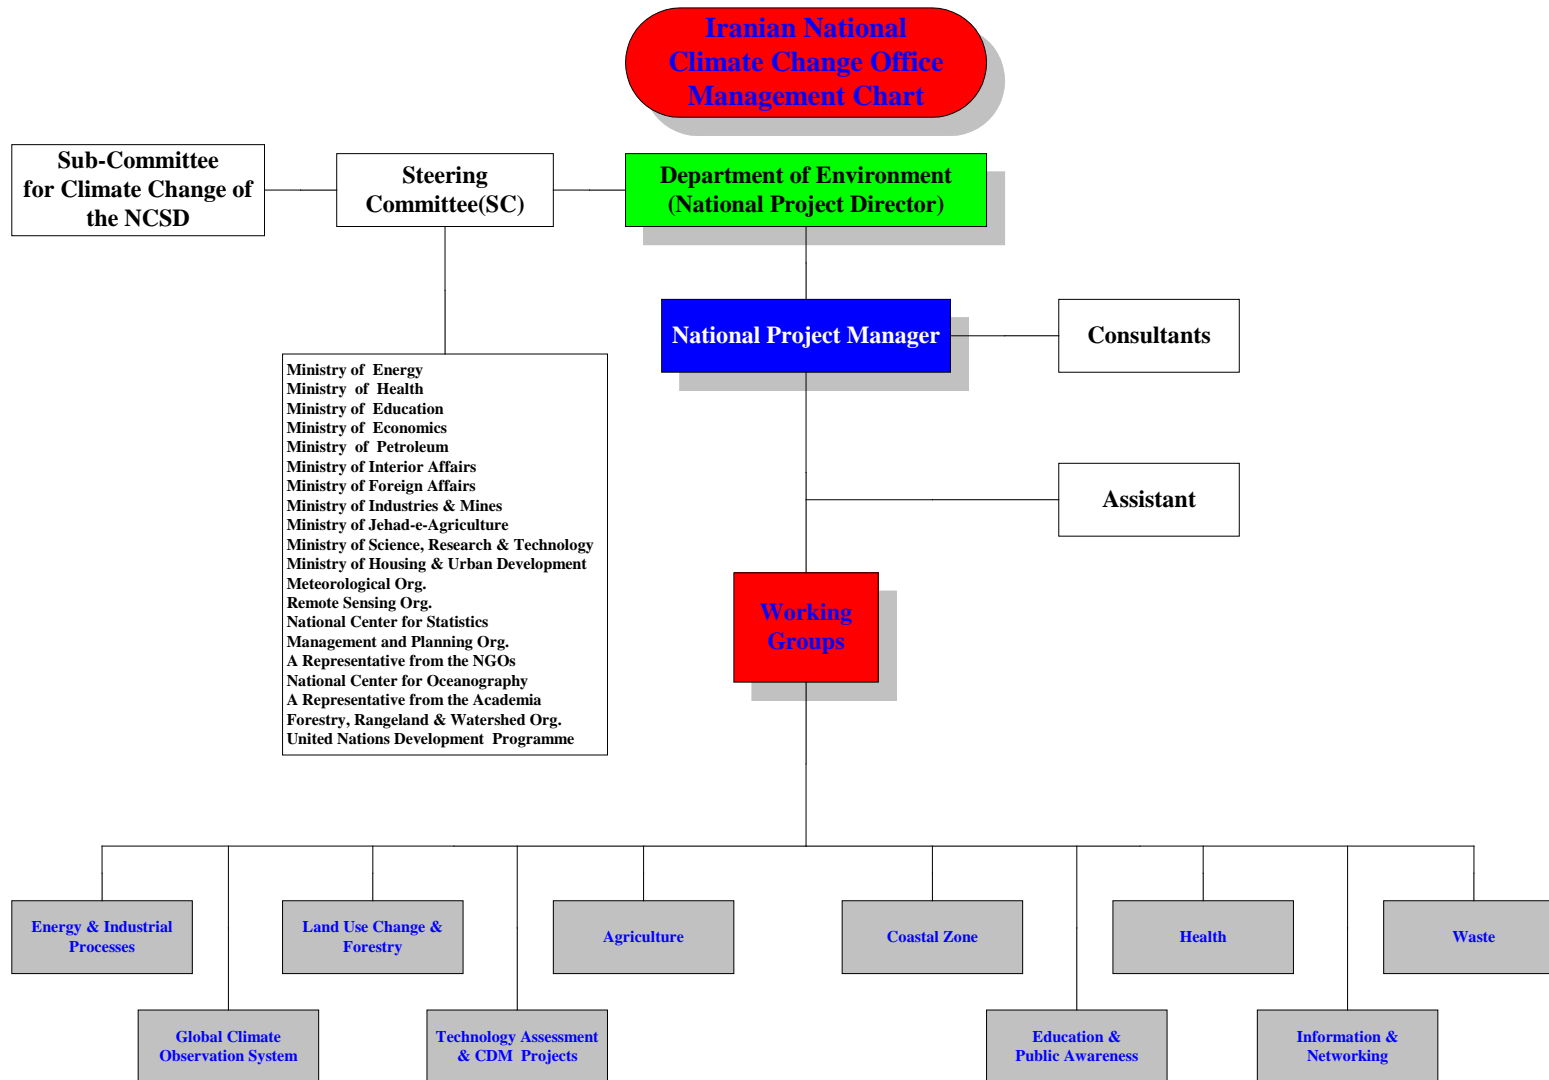 Iranian National
Climate Change Office
Management Chart
Sub-Committee
for Climate Change of
the NCSD
Steering
Committee(SC)
Department of Environment
(National Project Director)
National Project Manager
Consultants
Ministry of Energy
Ministry of Health
Ministry of Education
Ministry of Economics
Ministry of Petroleum
Ministry of Interior Affairs
Ministry of Foreign Affairs
Ministry of Industries & Mines
Ministry of Jehad-e-Agriculture
Ministry of Science, Research & Technology
Ministry of Housing & Urban Development
Meteorological Org.
Remote Sensing Org.
National Center for Statistics
Management and Planning Org.
A Representative from the NGOs
National Center for Oceanography
A Representative from the Academia
Forestry, Rangeland & Watershed Org.
United Nations Development Programme
Assistant
Working
Groups
Energy & Industrial
Processes
Land Use Change &
Forestry
Agriculture
Coastal Zone
Health
Waste
Global Climate
Observation System
Technology Assessment
& CDM Projects
Education &
Public Awareness
Information &
Networking